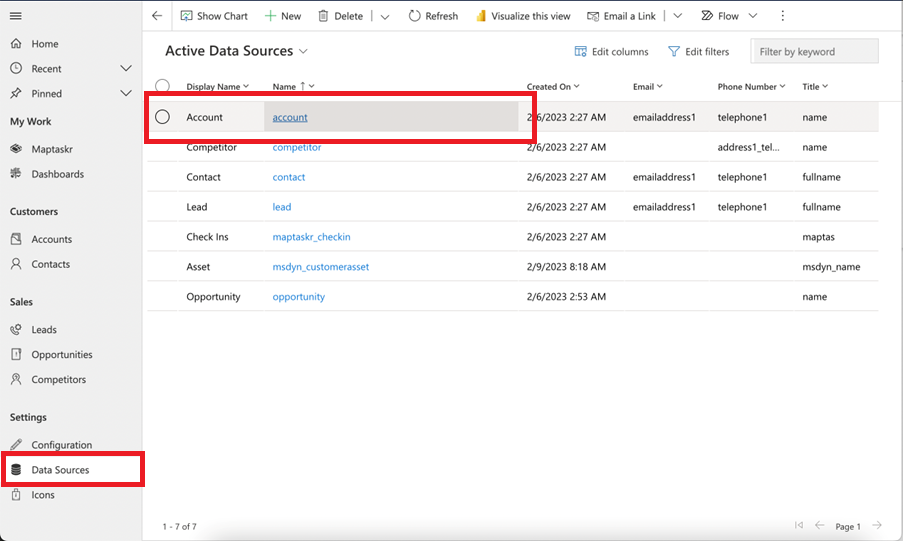 Show Chart New Delete Refresh Visualize this view Email a Link Flow
Home
Recent
Pinned
My Work
Maptaskr
Dashboards
Customers
Accounts
Contacts
Sales
Leads
Opportunities
Competitors
Settings
Configuration
Data Sources
Icons
Active Data Sources Edit columns Edit filters Filter by keyword
Display Name Name ↑ Created On Email Phone Number Title
Account account 2/6/2023 2:27 AM emailaddress1 telephone1 name
Competitor competitor 2/6/2023 2:27 AM address1_tel... name
Contact contact 2/6/2023 2:27 AM emailaddress1 telephone1 fullname
Lead lead 2/6/2023 2:27 AM emailaddress1 telephone1 fullname
Check Ins maptaskr_checkin 2/6/2023 2:27 AM maptas
Asset msdyn_customerasset 2/9/2023 8:18 AM msdyn_name
Opportunity opportunity 2/6/2023 2:53 AM name
1 - 7 of 7 Page 1